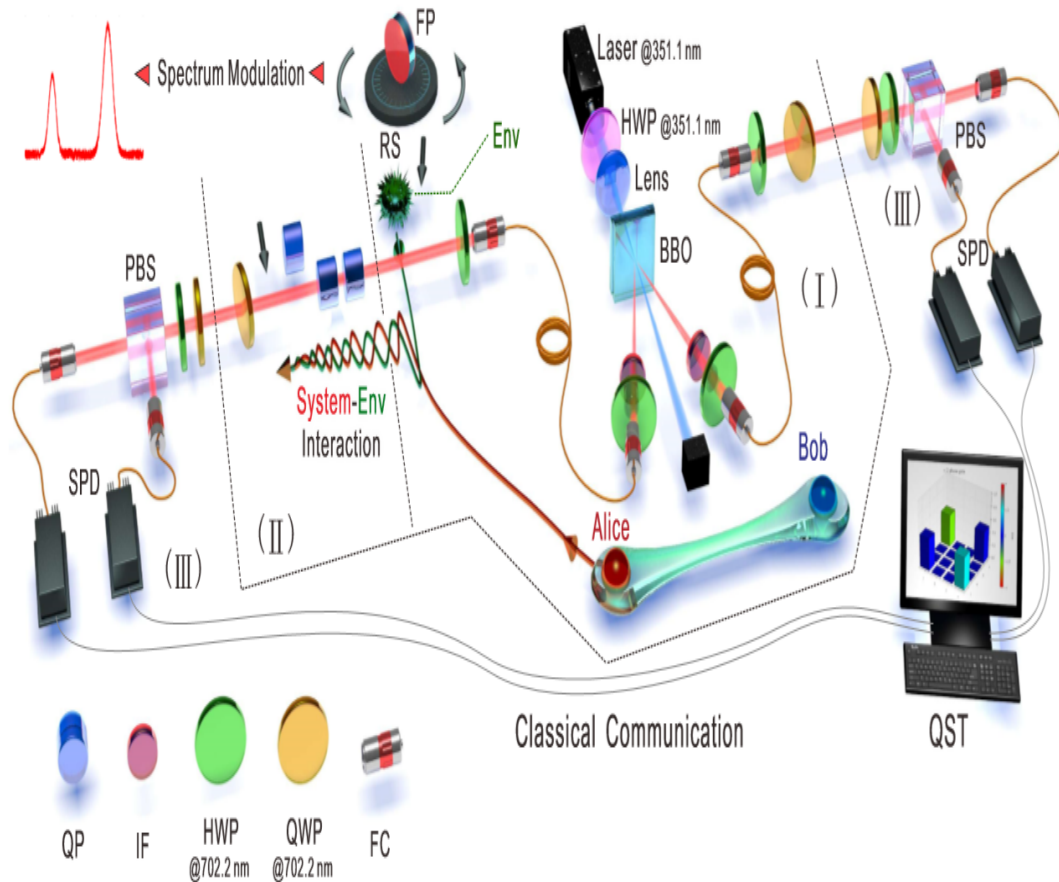 FP
Laser @351.1 nm
Spectrum Modulation
HWP @351.1 nm
RS
Env
Lens
PBS
(III)
BBO
SPD
PBS
(I)
System-Env
Interaction
SPD
Bob
(II)
(III)
Alice
Classical Communication
QST
QP
IF
HWP
@702.2 nm
QWP
@702.2 nm
FC